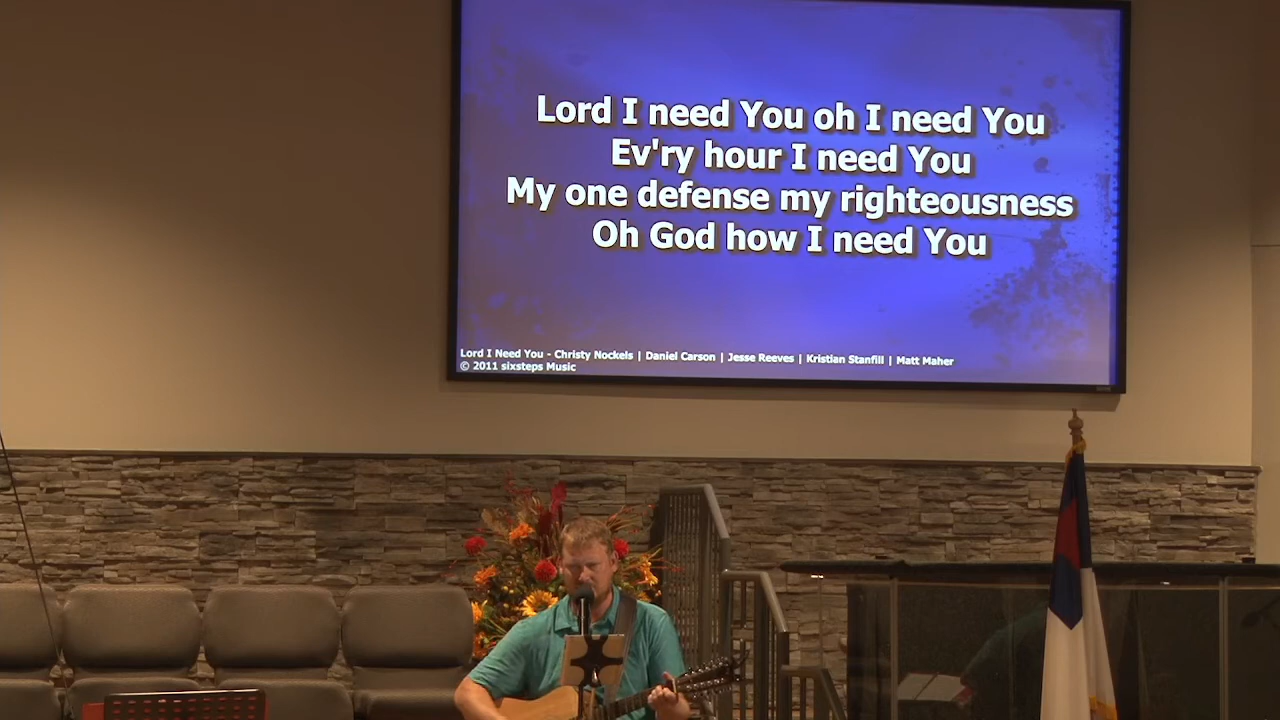 Lord I need You oh I need You
Ev'ry hour I need You
My one defense my righteousness
Oh God how I need You
Lord I Need You - Christy Nockels | Daniel Carson | Jesse Reeves | Kristian Stanfill | Matt Maher
© 2011 sixsteps Music